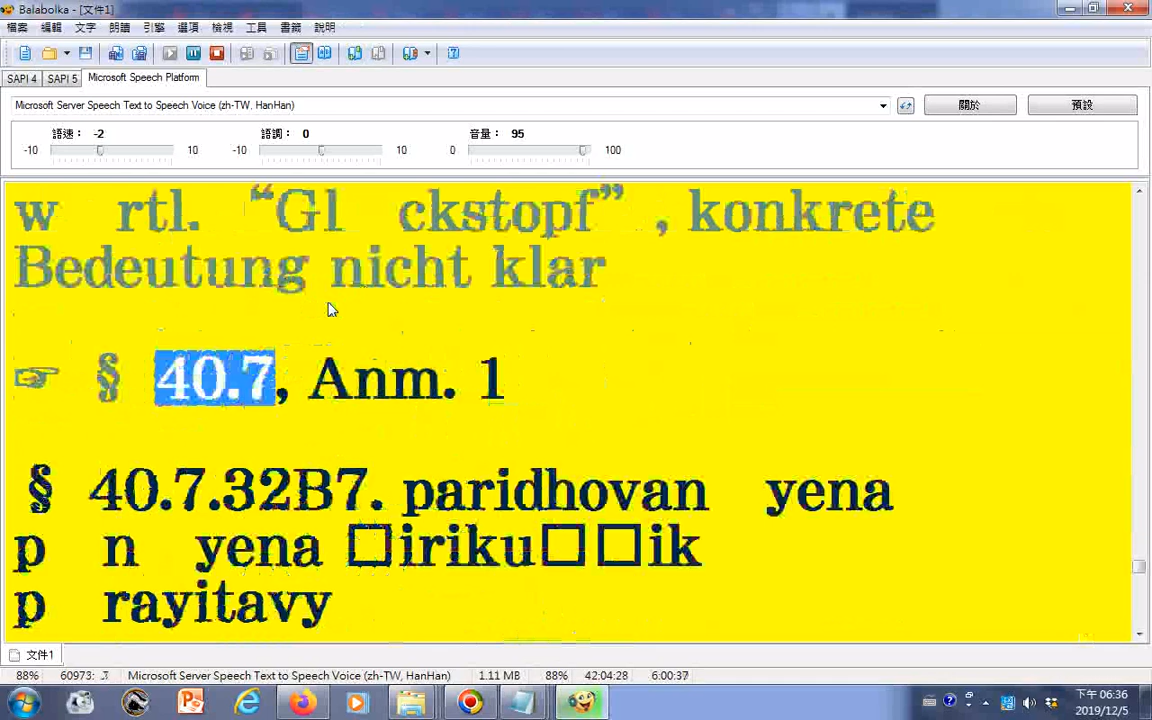 Balabolka - [文件1]
檔案 編輯 文字 朗讀 引擎 選項 檢視 工具 書籤 說明
SAPI 4 SAPI 5 Microsoft Speech Platform
Microsoft Server Speech Text to Speech Voice (zh-TW, HanHan) 關於 預設
語速： -2 語調： 0 音量： 95
-10 10 -10 10 0 100
w rtl. “Gl ckstopf” , konkrete
Bedeutung nicht klar
☞ § 40.7, Anm. 1
§ 40.7.32B7. paridhovan yena
p n yena □iriku□□ik
p rayitavy
文件1
88% 60973: Microsoft Server Speech Text to Speech Voice (zh-TW, HanHan) 1.11 MB 88% 42:04:28 6:00:37
下午 06:36
2019/12/5